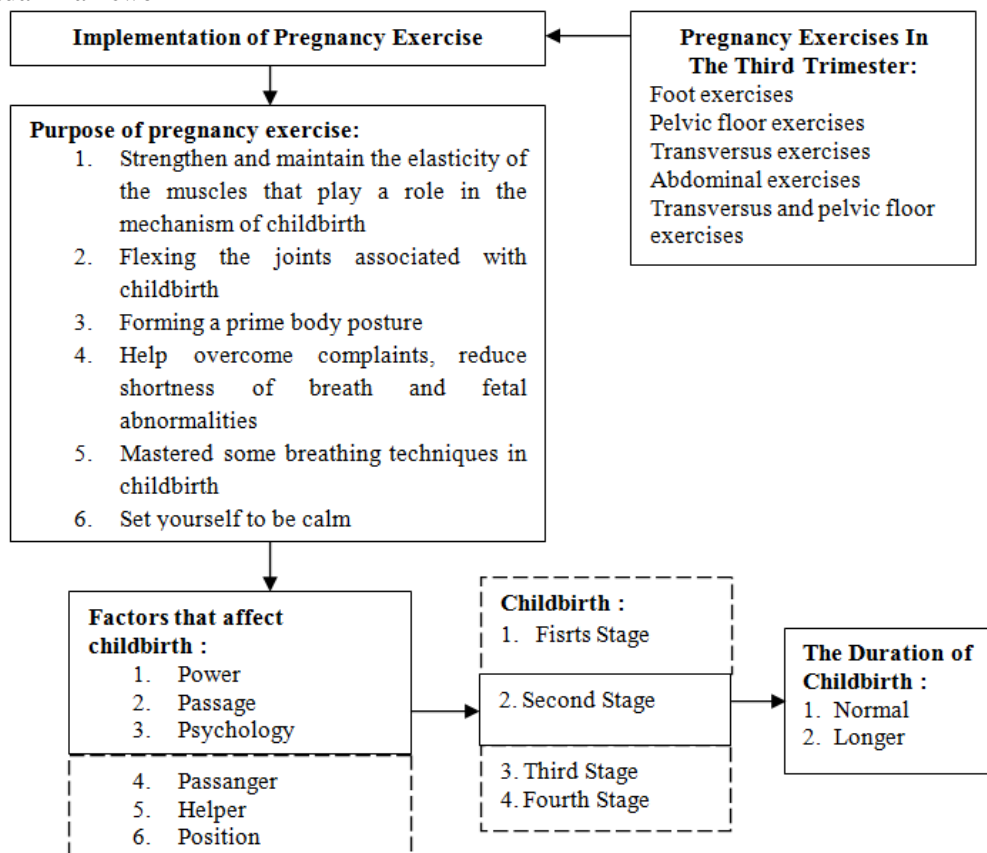 Implementation of Pregnancy Exercise
Pregnancy Exercises In
The Third Trimester:
Foot exercises
Pelvic floor exercises
Transversus exercises
Abdominal exercises
Transversus and pelvic floor
exercises
Purpose of pregnancy exercise:
1. Strengthen and maintain the elasticity of
the muscles that play a role in the
mechanism of childbirth
2. Flexing the joints associated with
childbirth
3. Forming a prime body posture
4. Help overcome complaints, reduce
shortness of breath and fetal
abnormalities
5. Mastered some breathing techniques in
childbirth
6. Set yourself to be calm
Factors that affect
childbirth :
1. Power
2. Passage
3. Psychology
4. Passanger
5. Helper
6. Position
Childbirth :
1. Fisrts Stage
2. Second Stage
3. Third Stage
4. Fourth Stage
The Duration of
Childbirth :
1. Normal
2. Longer